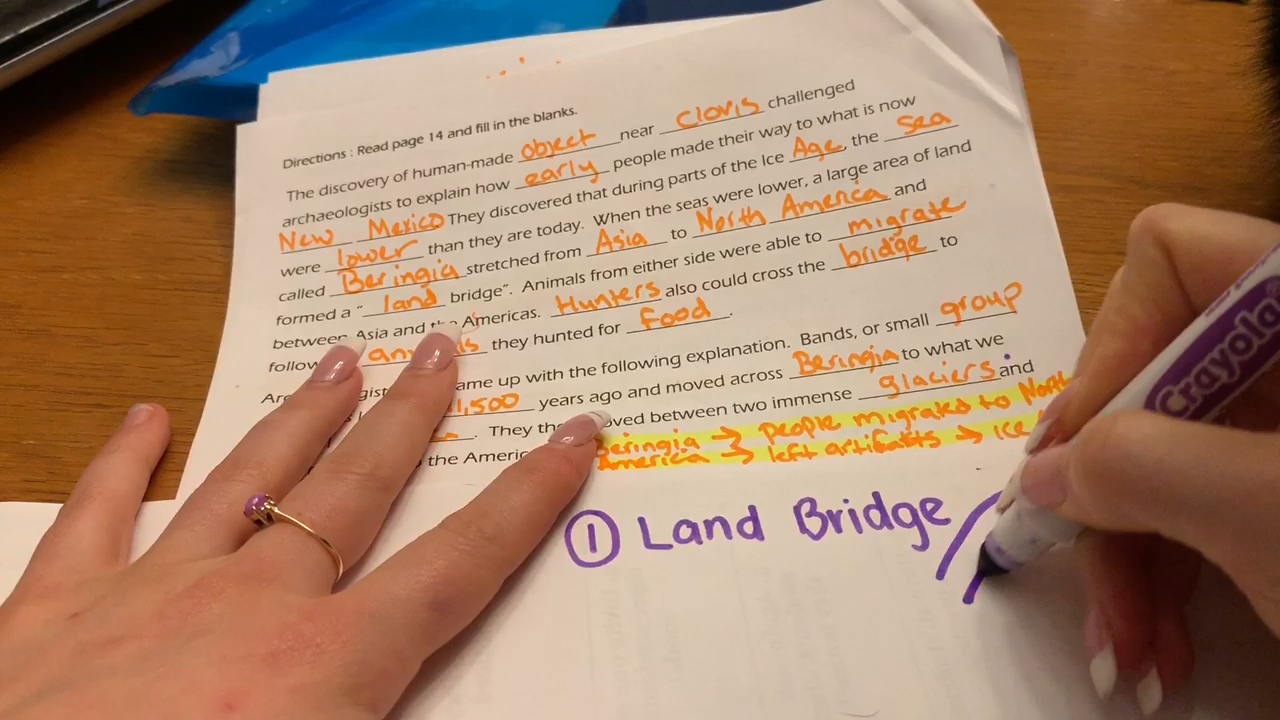 Directions : Read page 14 and fill in the blanks.
The discovery of human-made object near Clovis challenged
archaeologists to explain how early people made their way to what is now
New Mexico They discovered that during parts of the Ice Age, the sea
were lower than they are today. When the seas were lower, a large area of land
called Beringia stretched from Asia to North America and
formed a "land bridge". Animals from either side were able to migrate
between Asia and the Americas. Hunters also could cross the bridge to
follow they hunted for food.
up with the following explanation. Bands, or small group
1,500 years ago and moved across Beringia to what we
They between two immense glaciers and
the
Beringia → people migrated to North
America → left artifacts → Ice
① Land Bridge
Crayola